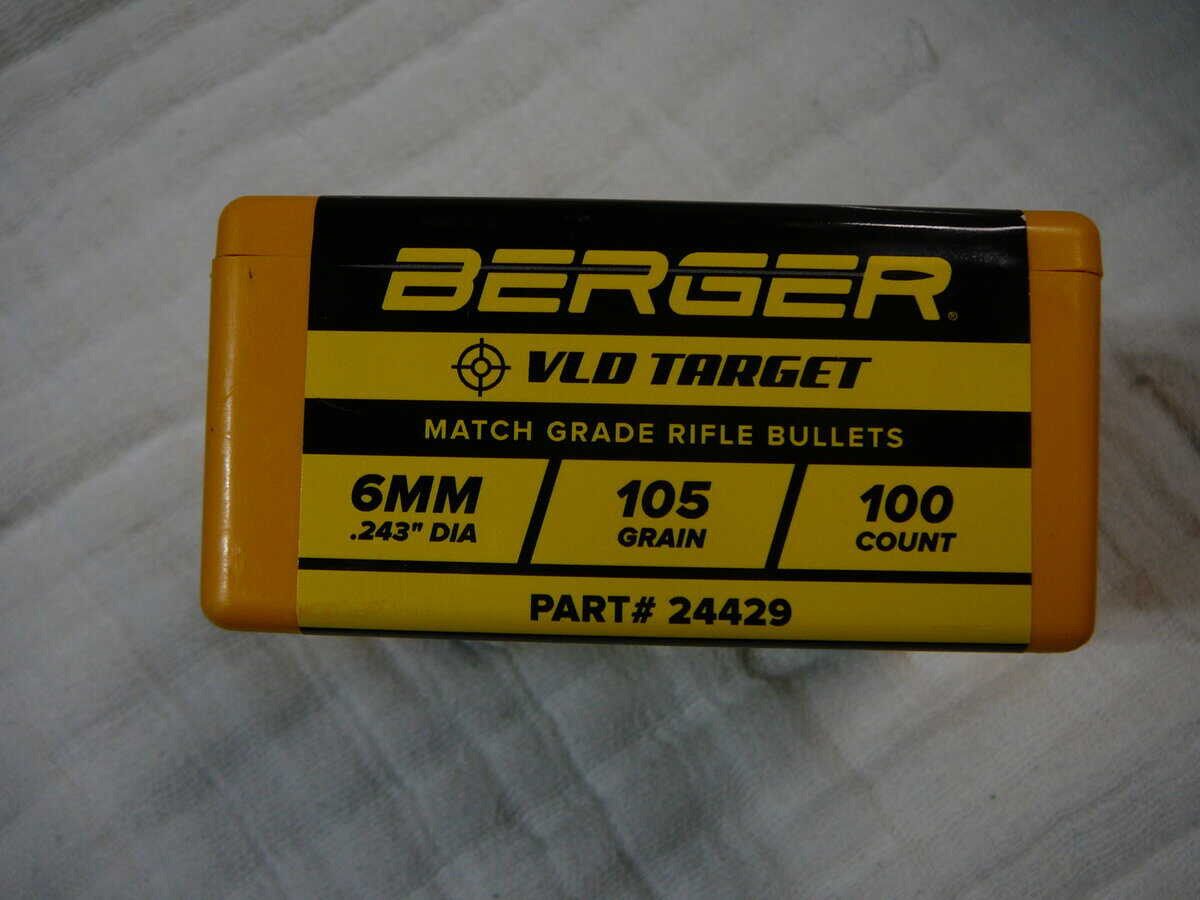 BERGER®
VLD TARGET
MATCH GRADE RIFLE BULLETS
6MM 105 100
.243" DIA GRAIN COUNT
PART# 24429